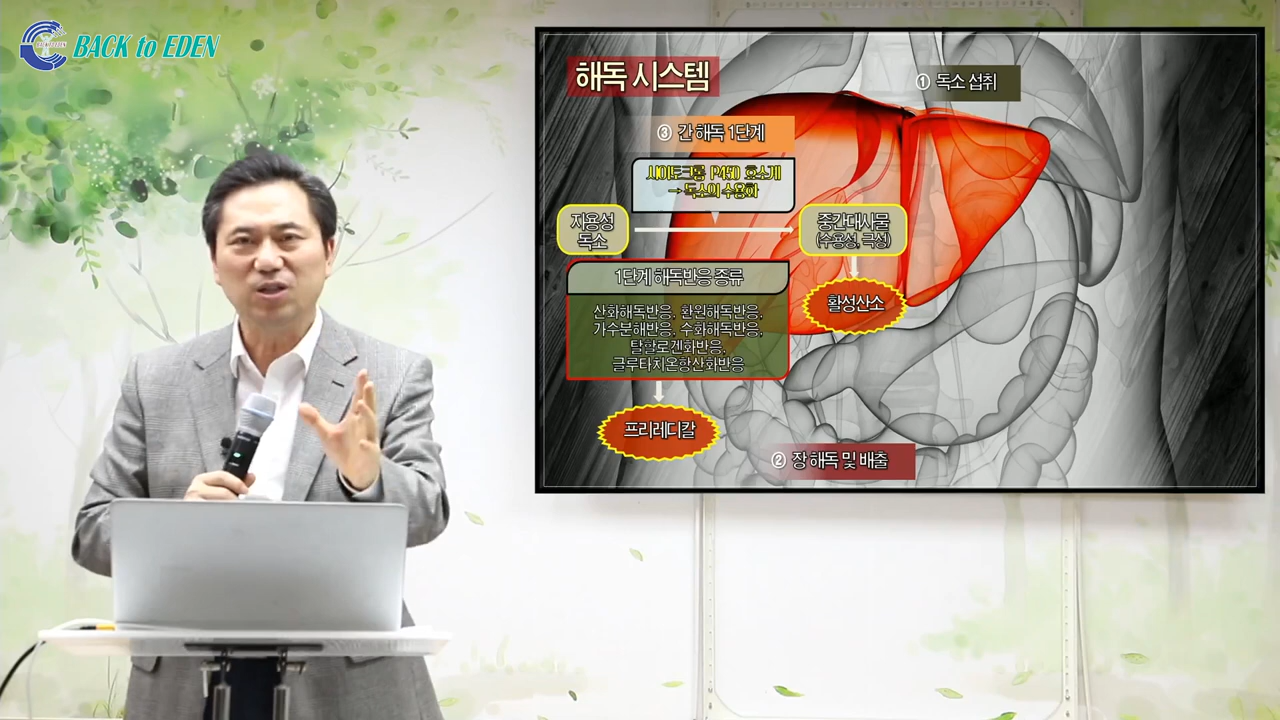 BACK to EDEN
해독 시스템
① 독소 섭취
③ 간 해독 1단계
사이토크롬 P450 효소계
→ 독소의 수용화
지용성
독소
중간대사물
(수용성, 극성)
활성산소
1단계 해독반응 종류
산화해독반응, 환원해독반응,
가수분해반응, 수화해독반응,
탈할로겐화반응,
글루타치온항산화반응
프리레디칼
② 장 해독 및 배출